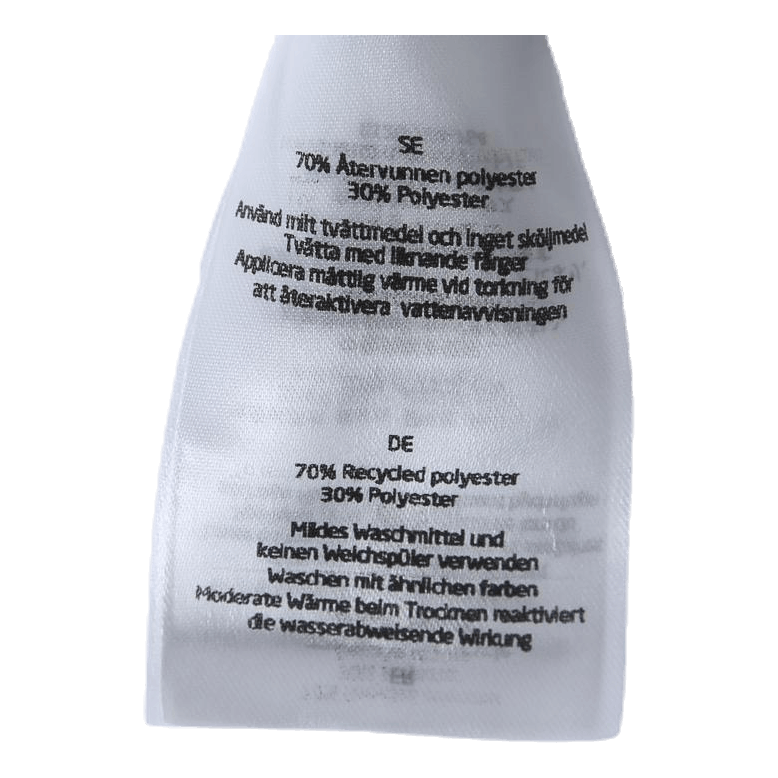 SE
70% Återvunnen polyester
30% Polyester
Använd milt tvättmedel och inget sköljmedel
Tvätta med liknande färger
Applicera måttlig värme vid torkning för
att återaktivera vattenavvisningen
DE
70% Recycled polyester
30% Polyester
Mildes Waschmittel und
keinen Weichspüler verwenden
Waschen mit ähnlichen farben
Moderate Wärme beim Trocknen reaktiviert
die wasserabweisende Wirkung